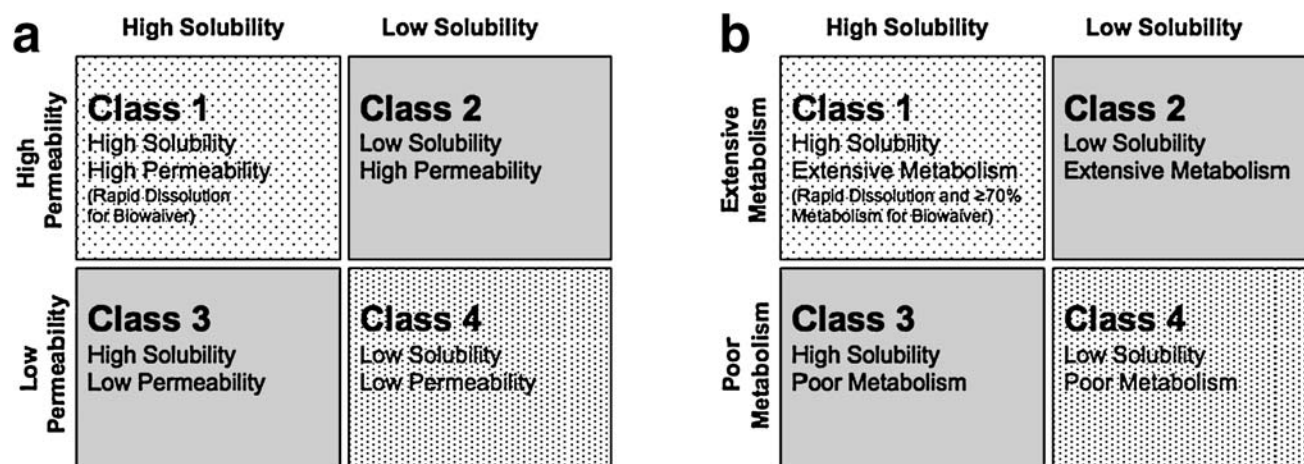 a
High Solubility
Low Solubility
High Permeability
Class 1
High Solubility
High Permeability
(Rapid Dissolution
for Biowaiver)
Class 2
Low Solubility
High Permeability
Low Permeability
Class 3
High Solubility
Low Permeability
Class 4
Low Solubility
Low Permeability
b
High Solubility
Low Solubility
Extensive Metabolism
Class 1
High Solubility
Extensive Metabolism
(Rapid Dissolution and ≥70%
Metabolism for Biowaiver)
Class 2
Low Solubility
Extensive Metabolism
Poor Metabolism
Class 3
High Solubility
Poor Metabolism
Class 4
Low Solubility
Poor Metabolism